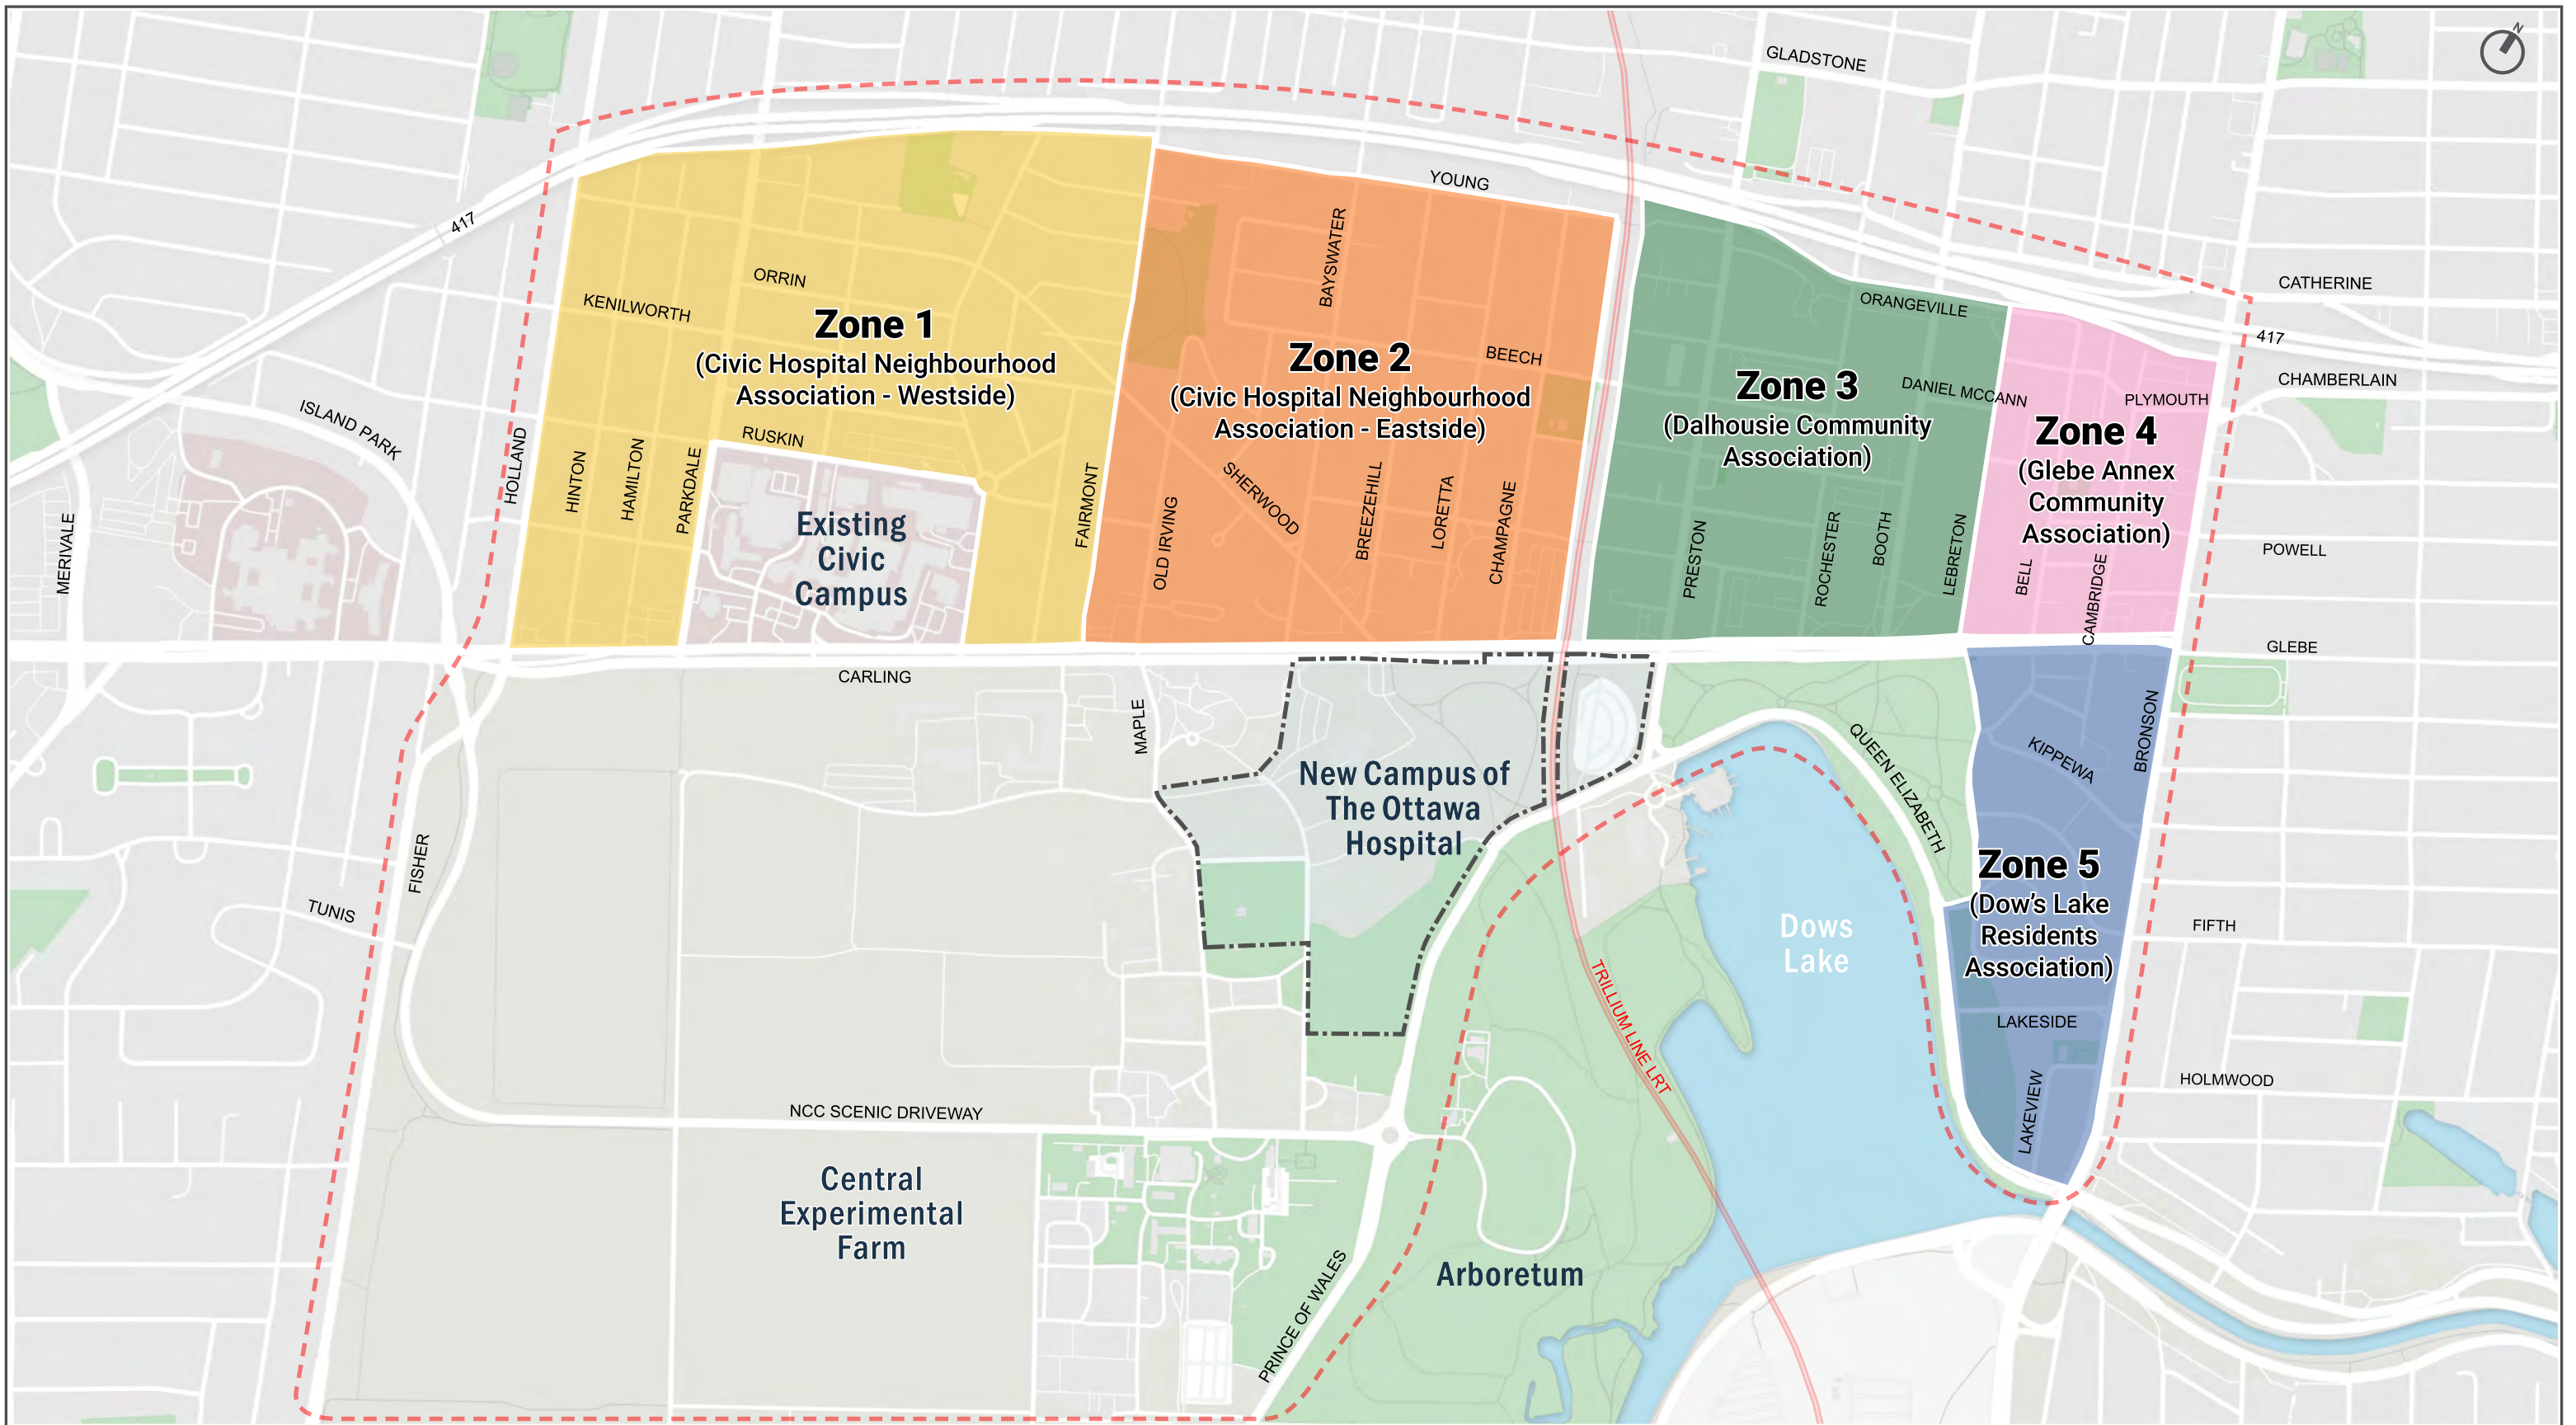 N
GLADSTONE
YOUNG
417
CATHERINE
417
CHAMBERLAIN
ORRIN
KENILWORTH
BAYSWATER
ORANGEVILLE
BEECH
DANIEL MCCANN
PLYMOUTH
Zone 1
(Civic Hospital Neighbourhood
Association - Westside)
Zone 2
(Civic Hospital Neighbourhood
Association - Eastside)
Zone 3
(Dalhousie Community
Association)
Zone 4
(Glebe Annex
Community
Association)
ISLAND PARK
RUSKIN
MERIVALE
HOLLAND
HINTON
HAMILTON
PARKDALE
Existing
Civic
Campus
FAIRMONT
OLD IRVING
SHERWOOD
BREEZEHILL
LORETTA
CHAMPAGNE
PRESTON
ROCHESTER
BOOTH
LEBRETON
BELL
CAMBRIDGE
POWELL
GLEBE
CARLING
MAPLE
New Campus of
The Ottawa
Hospital
QUEEN ELIZABETH
KIPPEWA
BRONSON
FISHER
TUNIS
Zone 5
(Dow's Lake
Residents
Association)
Dows
Lake
FIFTH
TRILLIUM LINE LRT
LAKESIDE
LAKEVIEW
HOLMWOOD
NCC SCENIC DRIVEWAY
Central
Experimental
Farm
PRINCE OF WALES
Arboretum